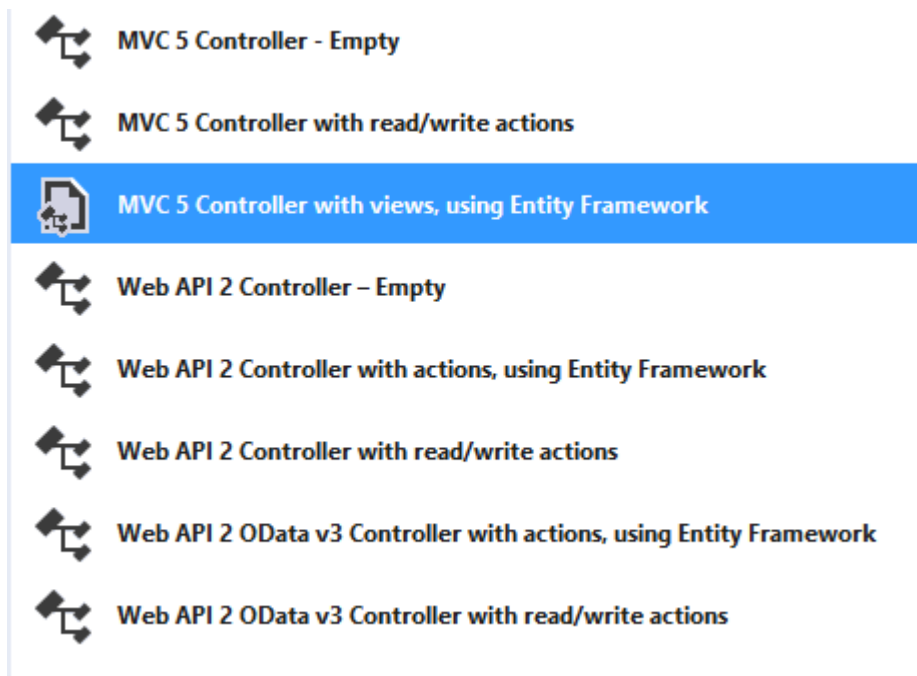 MVC 5 Controller - Empty
MVC 5 Controller with read/write actions
MVC 5 Controller with views, using Entity Framework
Web API 2 Controller – Empty
Web API 2 Controller with actions, using Entity Framework
Web API 2 Controller with read/write actions
Web API 2 OData v3 Controller with actions, using Entity Framework
Web API 2 OData v3 Controller with read/write actions